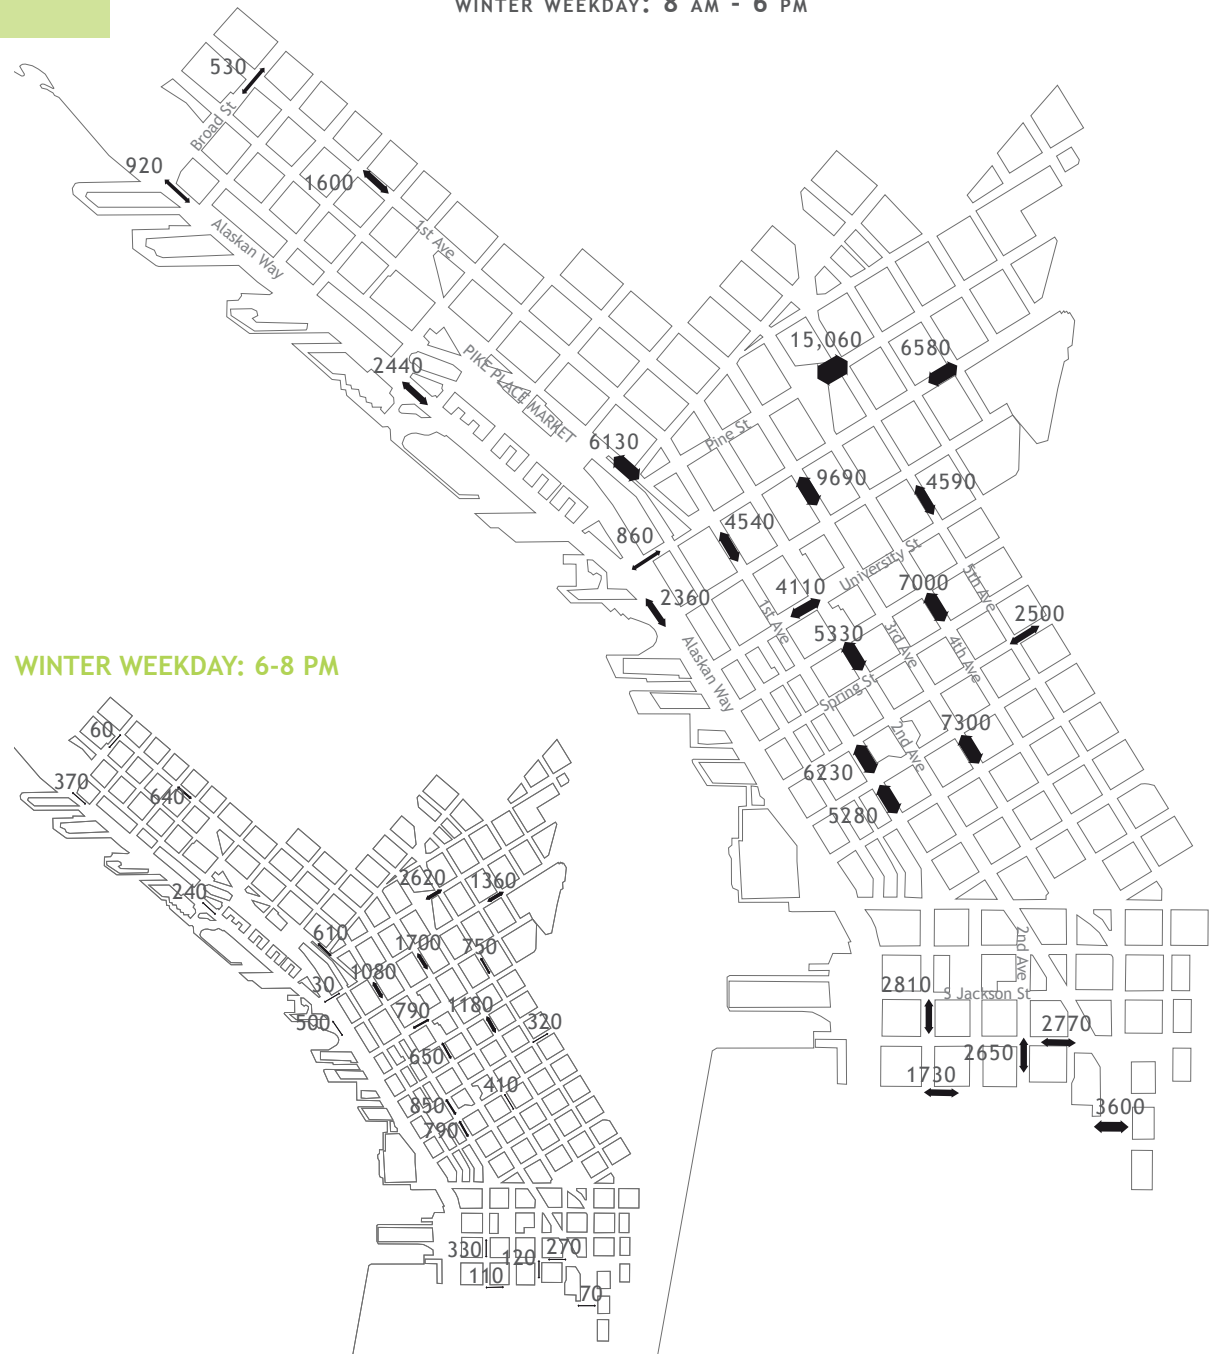 WINTER WEEKDAY: 8 AM - 6 PM
530
Broad St
920
1600
Alaskan Way
1st Ave
15,060
6580
2440
PIKE PLACE MARKET
Pine St
6130
9690
4590
4540
860
University St
5th Ave
4110
7000
2360
1st Ave
2500
5330
3rd Ave
4th Ave
Alaskan Way
Spring St
2nd Ave
7300
6230
5280
2nd Ave
2810
S Jackson St
2770
2650
1730
3600
WINTER WEEKDAY: 6-8 PM
60
370
640
2620
1360
240
610
1700
750
1080
30
790
1180
500
320
650
410
850
790
330
120
270
110
70